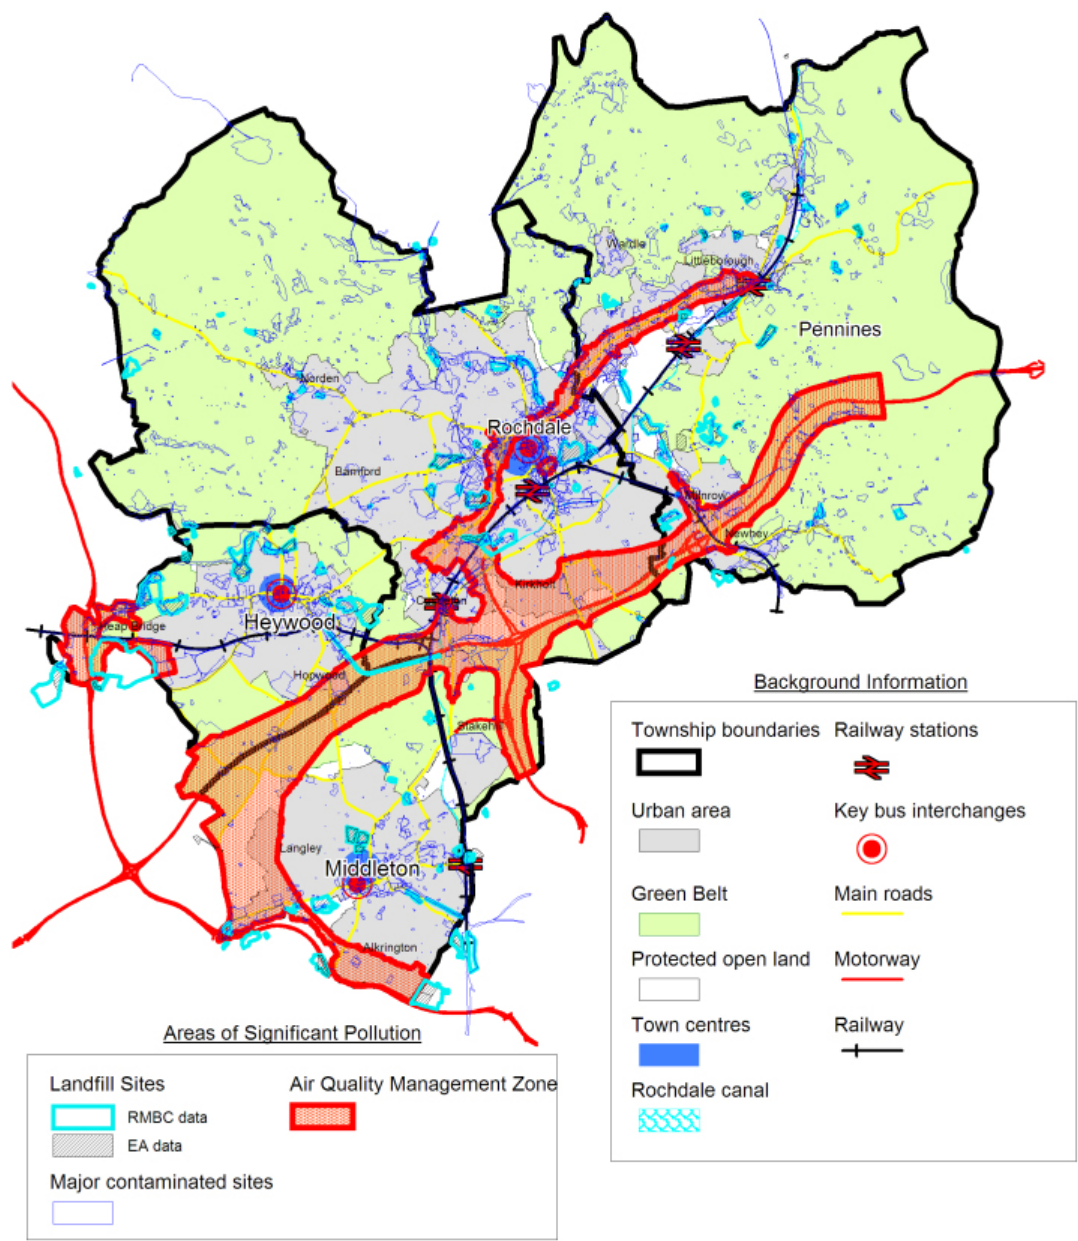 Wardle
Littleborough
Pennines
Norden
Rochdale
Bamford
Milnrow
Newhey
Kirkholt
Castleton
Heap Bridge
Heywood
Hopwood
Stakehill
Langley
Middleton
Alkrington
Background Information
Township boundaries
Railway stations
Urban area
Key bus interchanges
Green Belt
Main roads
Protected open land
Motorway
Town centres
Railway
Rochdale canal
Areas of Significant Pollution
Landfill Sites
Air Quality Management Zone
RMBC data
EA data
Major contaminated sites